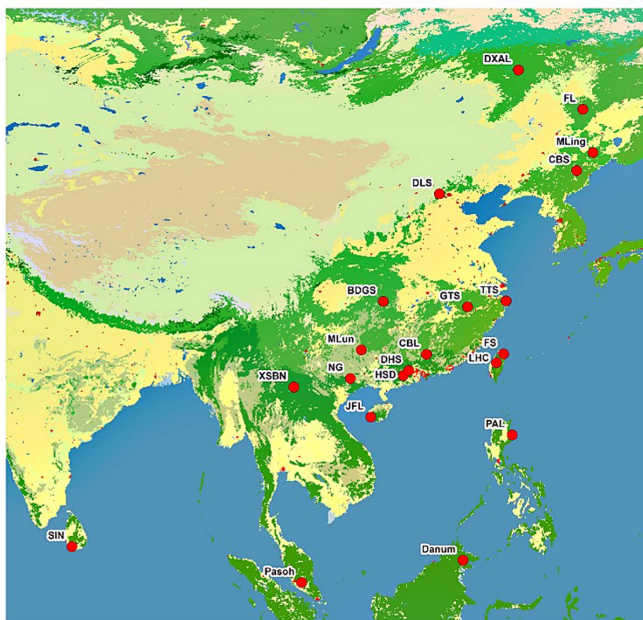 DXAL
FL
MLing
CBS
DLS
BDGS
GTS
TTS
MLun
CBL
FS
DHS
LHC
NG
HSD
XSBN
JFL
PAL
SIN
Danum
Pasoh